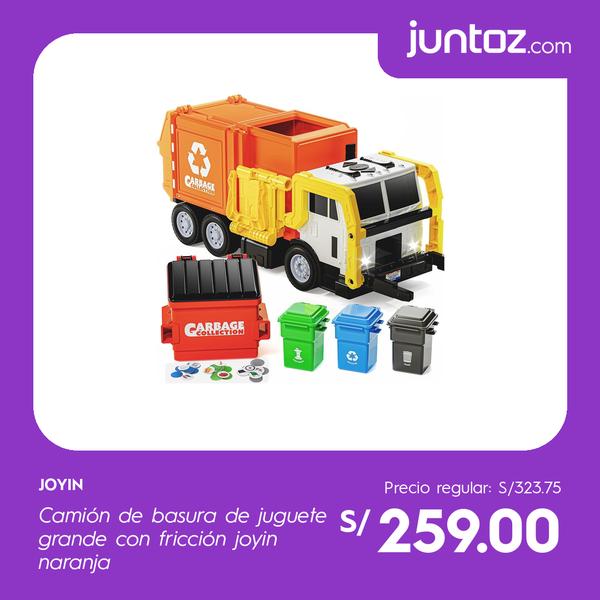 juntoz.com
GARBAGE
COLLECTION
GARBAGE
COLLECTION
JOYIN
Camión de basura de juguete
grande con fricción joyin
naranja
Precio regular: S/323.75
S/ 259.00